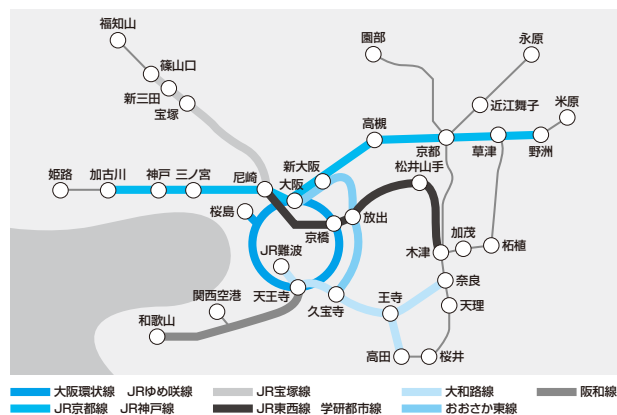 福知山
園部
永原
篠山口
新三田
宝塚
近江舞子
米原
高槻
京都
草津
野洲
新大阪
松井山手
姫路
加古川
神戸
三ノ宮
尼崎
大阪
桜島
放出
京橋
木津
加茂
柘植
JR難波
奈良
関西空港
天王寺
久宝寺
王寺
天理
和歌山
高田
桜井
大阪環状線 JRゆめ咲線
JR宝塚線
大和路線
阪和線
JR京都線 JR神戸線
JR東西線 学研都市線
おおさか東線